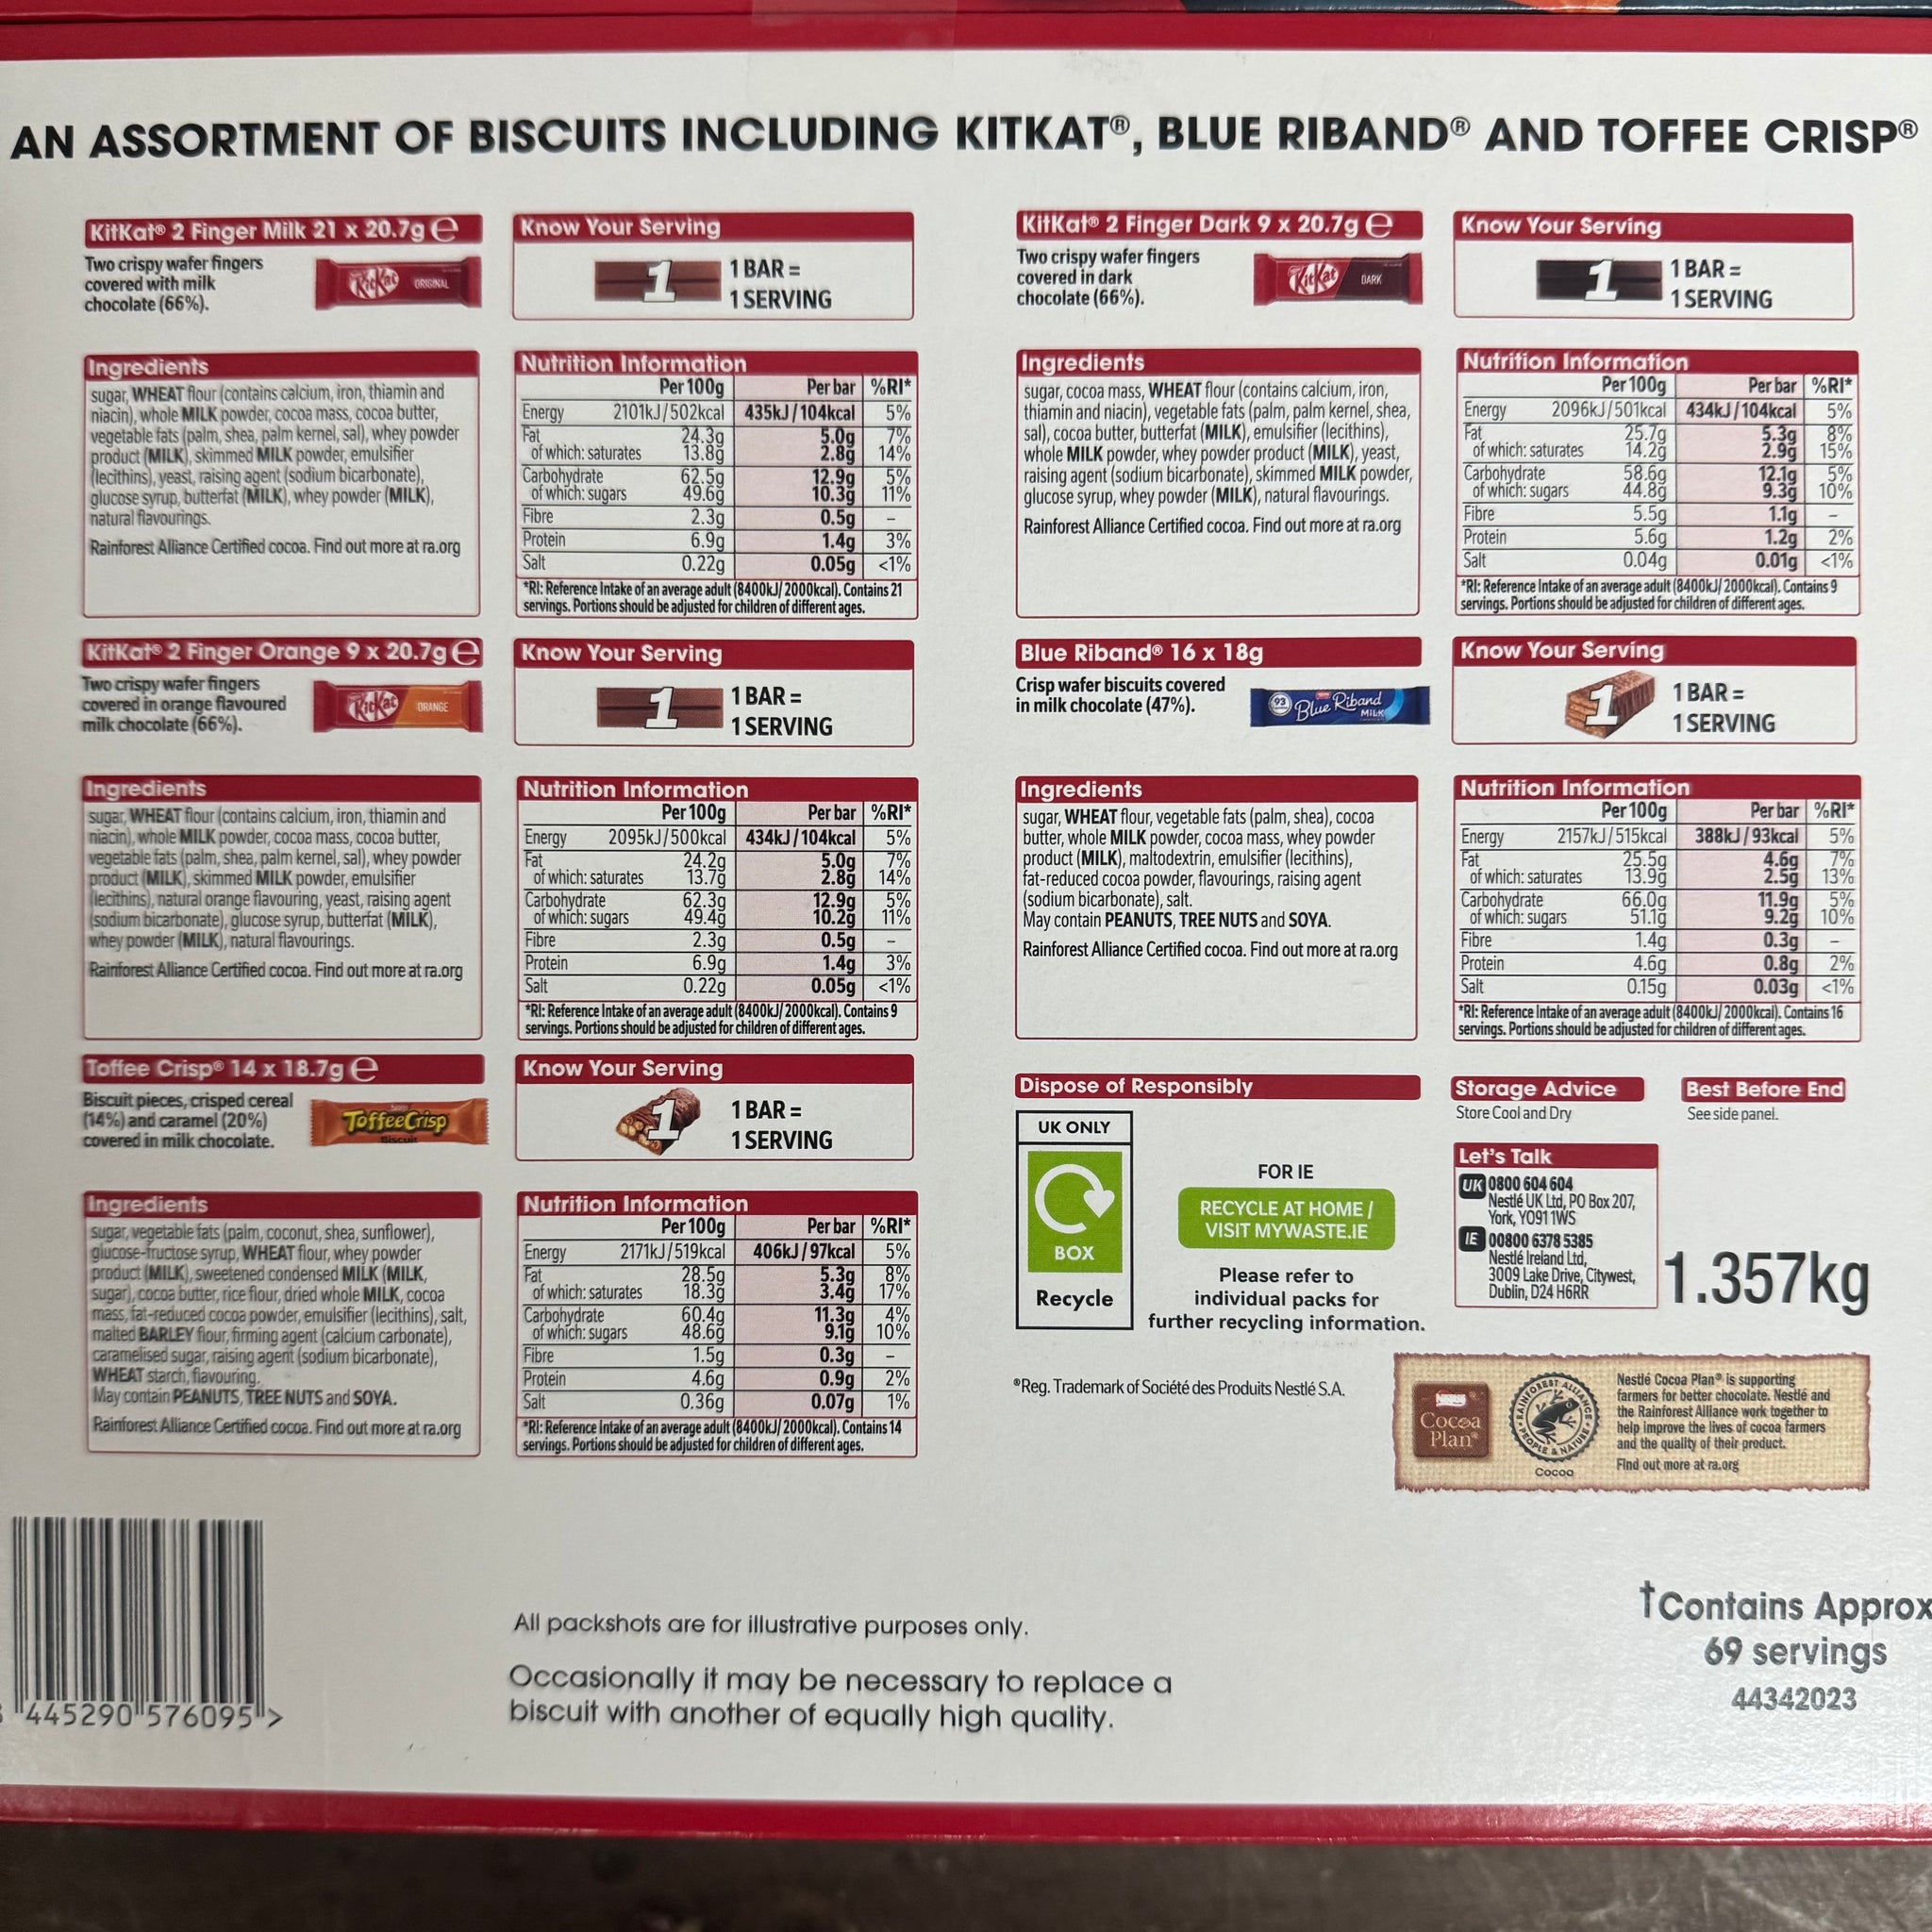 AN ASSORTMENT OF BISCUITS INCLUDING KITKAT®, BLUE RIBAND® AND TOFFEE CRISP®
KitKat® 2 Finger Milk 21 x 20.7g ℮
Two crispy wafer fingers
covered with milk
chocolate (66%).
KitKat ORIGINAL
Know Your Serving
1
1 BAR =
1 SERVING
Ingredients
sugar, WHEAT flour (contains calcium, iron, thiamin and
niacin), whole MILK powder, cocoa mass, cocoa butter,
vegetable fats (palm, shea, palm kernel, sal), whey powder
product (MILK), skimmed MILK powder, emulsifier
(lecithins), yeast, raising agent (sodium bicarbonate),
glucose syrup, butterfat (MILK), whey powder (MILK),
natural flavourings.
Rainforest Alliance Certified cocoa. Find out more at ra.org
Nutrition Information
Per 100g Per bar %RI*
Energy 2101kJ/502kcal 435kJ/104kcal 5%
Fat 24.3g 5.0g 7%
of which: saturates 13.8g 2.8g 14%
Carbohydrate 62.5g 12.9g 5%
of which: sugars 49.6g 10.3g 11%
Fibre 2.3g 0.5g –
Protein 6.9g 1.4g 3%
Salt 0.22g 0.05g <1%
*RI: Reference Intake of an average adult (8400kJ/2000kcal). Contains 21
servings. Portions should be adjusted for children of different ages.
KitKat® 2 Finger Dark 9 x 20.7g ℮
Two crispy wafer fingers
covered in dark
chocolate (66%).
KitKat DARK
Know Your Serving
1
1 BAR =
1 SERVING
Ingredients
sugar, cocoa mass, WHEAT flour (contains calcium, iron,
thiamin and niacin), vegetable fats (palm, palm kernel, shea,
sal), cocoa butter, butterfat (MILK), emulsifier (lecithins),
whole MILK powder, whey powder product (MILK), yeast,
raising agent (sodium bicarbonate), skimmed MILK powder,
glucose syrup, whey powder (MILK), natural flavourings.
Rainforest Alliance Certified cocoa. Find out more at ra.org
Nutrition Information
Per 100g Per bar %RI*
Energy 2096kJ/501kcal 434kJ/104kcal 5%
Fat 25.7g 5.3g 8%
of which: saturates 14.2g 2.9g 15%
Carbohydrate 58.6g 12.1g 5%
of which: sugars 44.8g 9.3g 10%
Fibre 5.5g 1.1g –
Protein 5.6g 1.2g 2%
Salt 0.04g 0.01g <1%
*RI: Reference Intake of an average adult (8400kJ/2000kcal). Contains 9
servings. Portions should be adjusted for children of different ages.
KitKat® 2 Finger Orange 9 x 20.7g ℮
Two crispy wafer fingers
covered in orange flavoured
milk chocolate (66%).
KitKat ORANGE
Know Your Serving
1
1 BAR =
1 SERVING
Ingredients
sugar, WHEAT flour (contains calcium, iron, thiamin and
niacin), whole MILK powder, cocoa mass, cocoa butter,
vegetable fats (palm, shea, palm kernel, sal), whey powder
product (MILK), skimmed MILK powder, emulsifier
(lecithins), natural orange flavouring, yeast, raising agent
(sodium bicarbonate), glucose syrup, butterfat (MILK),
whey powder (MILK), natural flavourings.
Rainforest Alliance Certified cocoa. Find out more at ra.org
Nutrition Information
Per 100g Per bar %RI*
Energy 2095kJ/500kcal 434kJ/104kcal 5%
Fat 24.2g 5.0g 7%
of which: saturates 13.7g 2.8g 14%
Carbohydrate 62.3g 12.9g 5%
of which: sugars 49.4g 10.2g 11%
Fibre 2.3g 0.5g –
Protein 6.9g 1.4g 3%
Salt 0.22g 0.05g <1%
*RI: Reference Intake of an average adult (8400kJ/2000kcal). Contains 9
servings. Portions should be adjusted for children of different ages.
Blue Riband® 16 x 18g
Crisp wafer biscuits covered
in milk chocolate (47%).
93 Blue Riband
MILK
Know Your Serving
1
1 BAR =
1 SERVING
Ingredients
sugar, WHEAT flour, vegetable fats (palm, shea), cocoa
butter, whole MILK powder, cocoa mass, whey powder
product (MILK), maltodextrin, emulsifier (lecithins),
fat-reduced cocoa powder, flavourings, raising agent
(sodium bicarbonate), salt.
May contain PEANUTS, TREE NUTS and SOYA.
Rainforest Alliance Certified cocoa. Find out more at ra.org
Nutrition Information
Per 100g Per bar %RI*
Energy 2157kJ/515kcal 388kJ/93kcal 5%
Fat 25.5g 4.6g 7%
of which: saturates 13.9g 2.5g 13%
Carbohydrate 66.0g 11.9g 5%
of which: sugars 51.1g 9.2g 10%
Fibre 1.4g 0.3g –
Protein 4.6g 0.8g 2%
Salt 0.15g 0.03g <1%
*RI: Reference Intake of an average adult (8400kJ/2000kcal). Contains 16
servings. Portions should be adjusted for children of different ages.
Toffee Crisp® 14 x 18.7g ℮
Biscuit pieces, crisped cereal
(14%) and caramel (20%)
covered in milk chocolate.
ToffeeCrisp
Biscuit
Know Your Serving
1
1 BAR =
1 SERVING
Ingredients
sugar, vegetable fats (palm, coconut, shea, sunflower),
glucose-fructose syrup, WHEAT flour, whey powder
product (MILK), sweetened condensed MILK (MILK,
sugar), cocoa butter, rice flour, dried whole MILK, cocoa
mass, fat-reduced cocoa powder, emulsifier (lecithins), salt,
malted BARLEY flour, firming agent (calcium carbonate),
caramelised sugar, raising agent (sodium bicarbonate),
WHEAT starch, flavouring.
May contain PEANUTS, TREE NUTS and SOYA.
Rainforest Alliance Certified cocoa. Find out more at ra.org
Nutrition Information
Per 100g Per bar %RI*
Energy 2171kJ/519kcal 406kJ/97kcal 5%
Fat 28.5g 5.3g 8%
of which: saturates 18.3g 3.4g 17%
Carbohydrate 60.4g 11.3g 4%
of which: sugars 48.6g 9.1g 10%
Fibre 1.5g 0.3g –
Protein 4.6g 0.9g 2%
Salt 0.36g 0.07g 1%
*RI: Reference Intake of an average adult (8400kJ/2000kcal). Contains 14
servings. Portions should be adjusted for children of different ages.
Dispose of Responsibly
UK ONLY
BOX
Recycle
FOR IE
RECYCLE AT HOME /
VISIT MYWASTE.IE
Please refer to
individual packs for
further recycling information.
Storage Advice
Store Cool and Dry
Best Before End
See side panel.
Let's Talk
UK 0800 604 604
Nestlé UK Ltd, PO Box 207,
York, YO91 1WS
IE 00800 6378 5385
Nestlé Ireland Ltd,
3009 Lake Drive, Citywest,
Dublin, D24 H6RR
1.357kg
®Reg. Trademark of Société des Produits Nestlé S.A.
Cocoa
Plan®
RAINFOREST ALLIANCE
PEOPLE & NATURE
Cocoa
Nestlé Cocoa Plan® is supporting
farmers for better chocolate. Nestlé and
the Rainforest Alliance work together to
help improve the lives of cocoa farmers
and the quality of their product.
Find out more at ra.org
445290 576095 >
All packshots are for illustrative purposes only.
Occasionally it may be necessary to replace a
biscuit with another of equally high quality.
†Contains Approx
69 servings
44342023